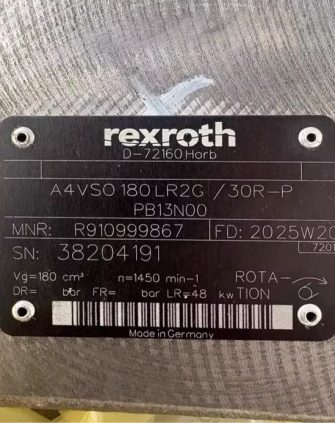 rexroth
D-72160 Horb
A4VSO 180 LR2G /30R-P
PB13N00
MNR: R910999867 FD: 2025W20
SN: 38204191 7201
Vg=180 cm³ n=1450 min-1 ROTA-
DR= bar FR= bar LR=48 kw TION
Made in Germany